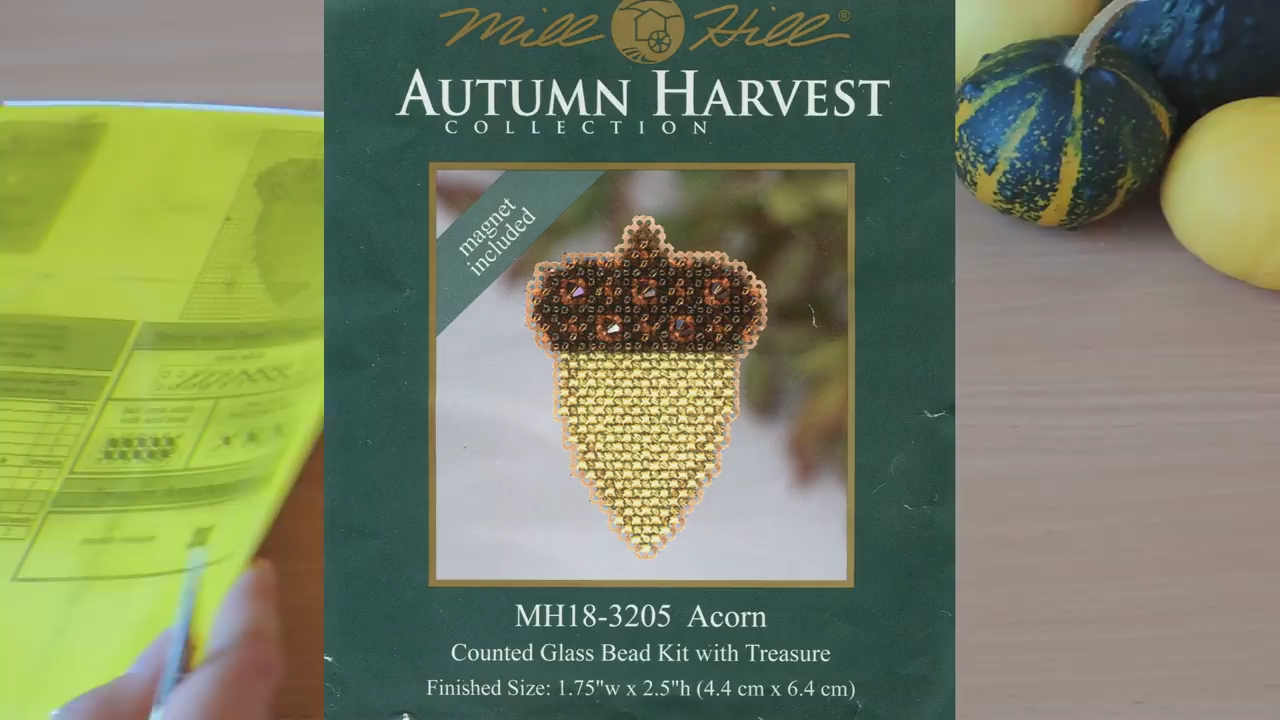 Mill Hill®
AUTUMN HARVEST
COLLECTION
magnet
included
MH18-3205 Acorn
Counted Glass Bead Kit with Treasure
Finished Size: 1.75"w x 2.5"h (4.4 cm x 6.4 cm)